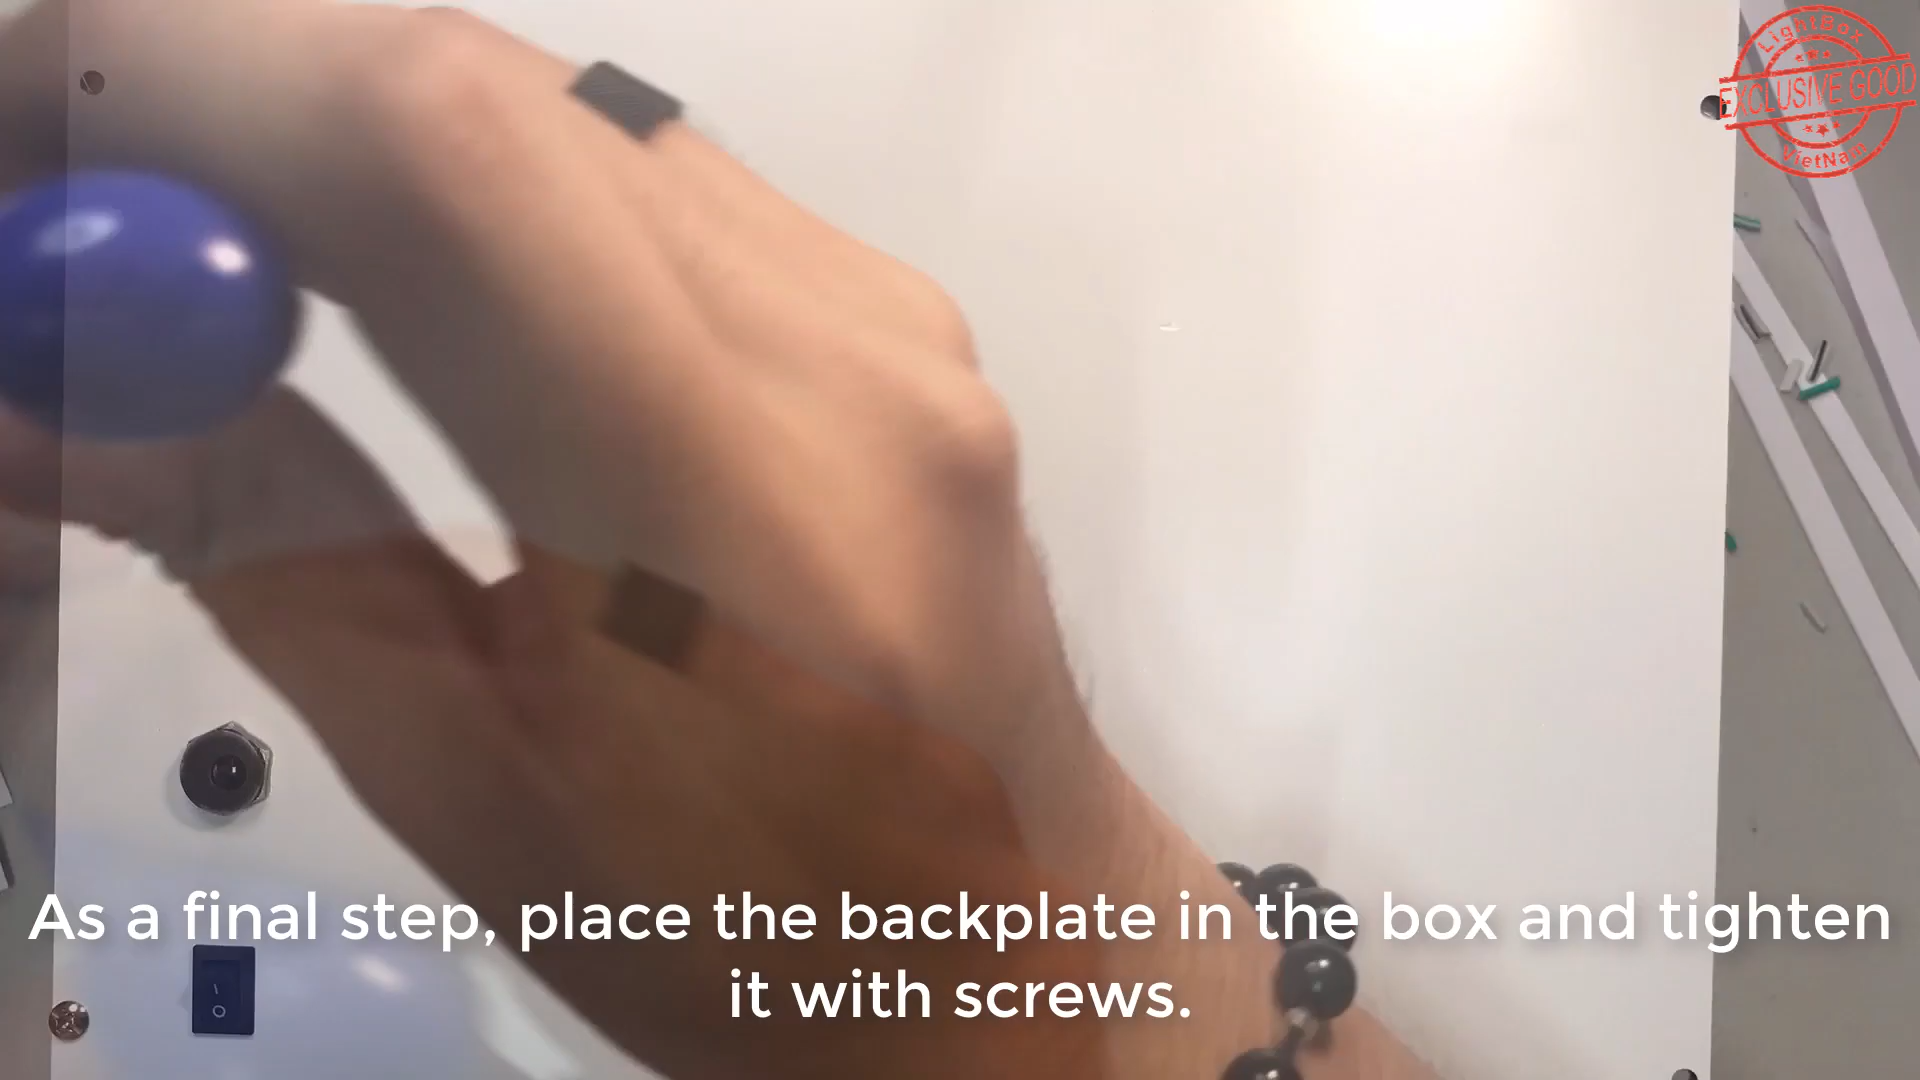 LightBox
EXCLUSIVE GOOD
VietNam
As a final step, place the backplate in the box and tighten
it with screws.